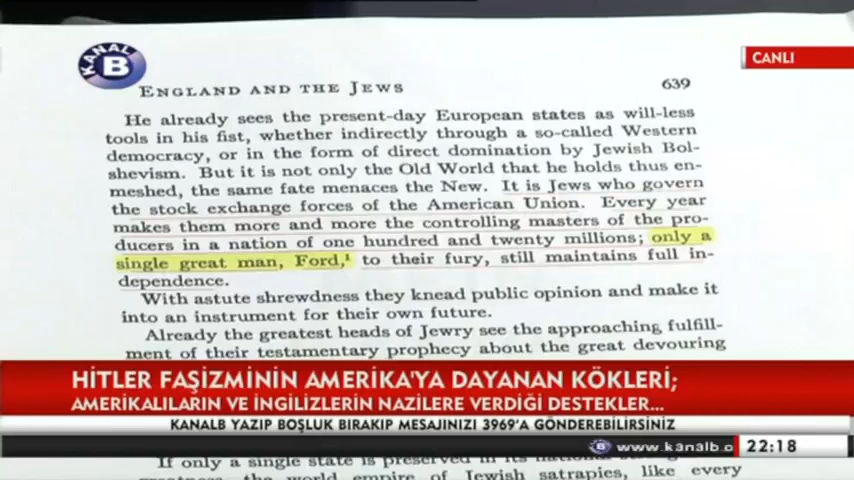 KANAL B
CANLI
ENGLAND AND THE JEWS 639
He already sees the present-day European states as will-less
tools in his fist, whether indirectly through a so-called Western
democracy, or in the form of direct domination by Jewish Bol-
shevism. But it is not only the Old World that he holds thus en-
meshed, the same fate menaces the New. It is Jews who govern
the stock exchange forces of the American Union. Every year
makes them more and more the controlling masters of the pro-
ducers in a nation of one hundred and twenty millions; only a
single great man, Ford,¹ to their fury, still maintains full in-
dependence.
With astute shrewdness they knead public opinion and make it
into an instrument for their own future.
Already the greatest heads of Jewry see the approaching fulfill-
ment of their testamentary prophecy about the great devouring
HİTLER FAŞİZMİNİN AMERİKA'YA DAYANAN KÖKLERİ;
AMERİKALILARIN VE İNGİLİZLERİN NAZİLERE VERDİĞİ DESTEKLER...
KANALB YAZIP BOŞLUK BIRAKIP MESAJINIZI 3969'A GÖNDEREBİLİRSİNİZ
B www.kanalb.o 22:18
If only a single state is preserved in its national
the world empire of Jewish satrapies, like every